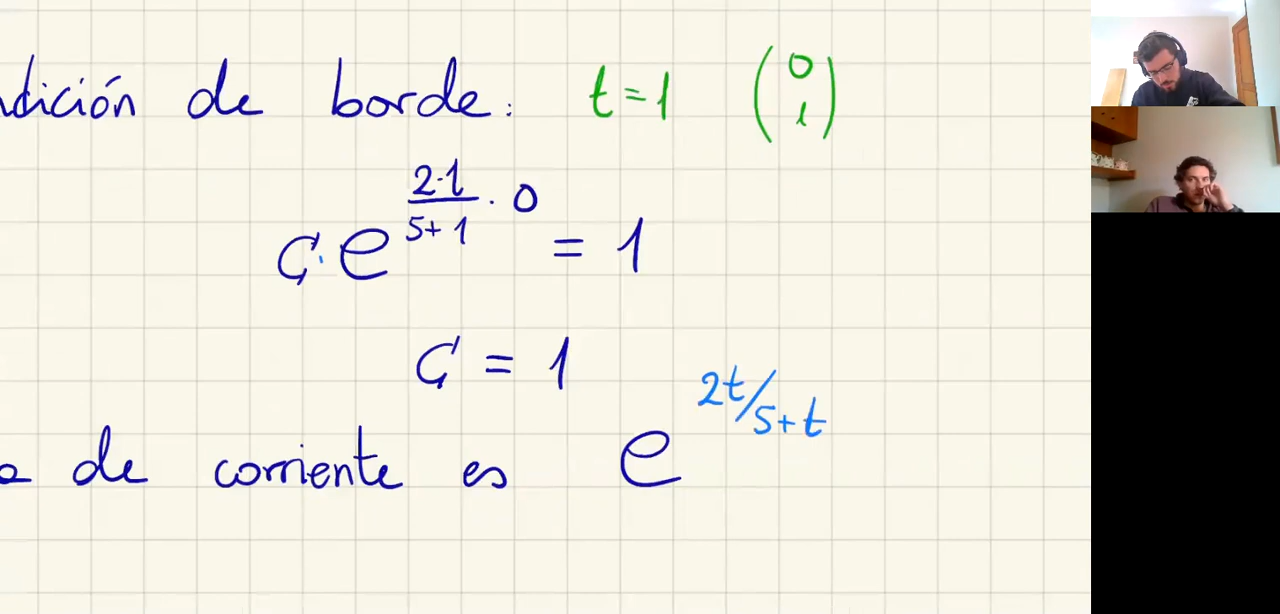 ndición de borde: t = 1 (0 1)
C · e^(2·1/5+1 · 0) = 1
C = 1
a de corriente es e^(2t/5+t)